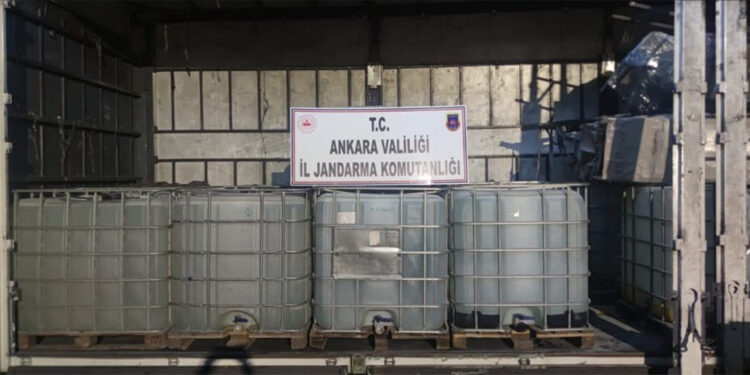 T.C.
ANKARA VALİLİĞİ
İL JANDARMA KOMUTANLIĞI